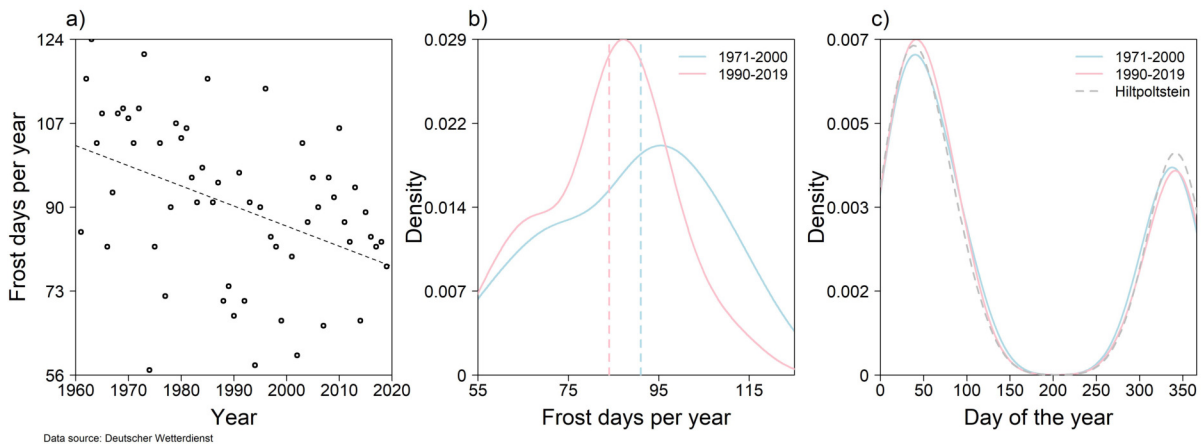 a)
124
107
90
73
56
Frost days per year
1960 1970 1980 1990 2000 2010 2020
Year
b)
0.029
0.022
0.014
0.007
0
Density
1971-2000
1990-2019
55 75 95 115
Frost days per year
c)
0.007
0.005
0.003
0.002
0
Density
1971-2000
1990-2019
Hiltpoltstein
0 50 100 150 200 250 300 350
Day of the year
Data source: Deutscher Wetterdienst